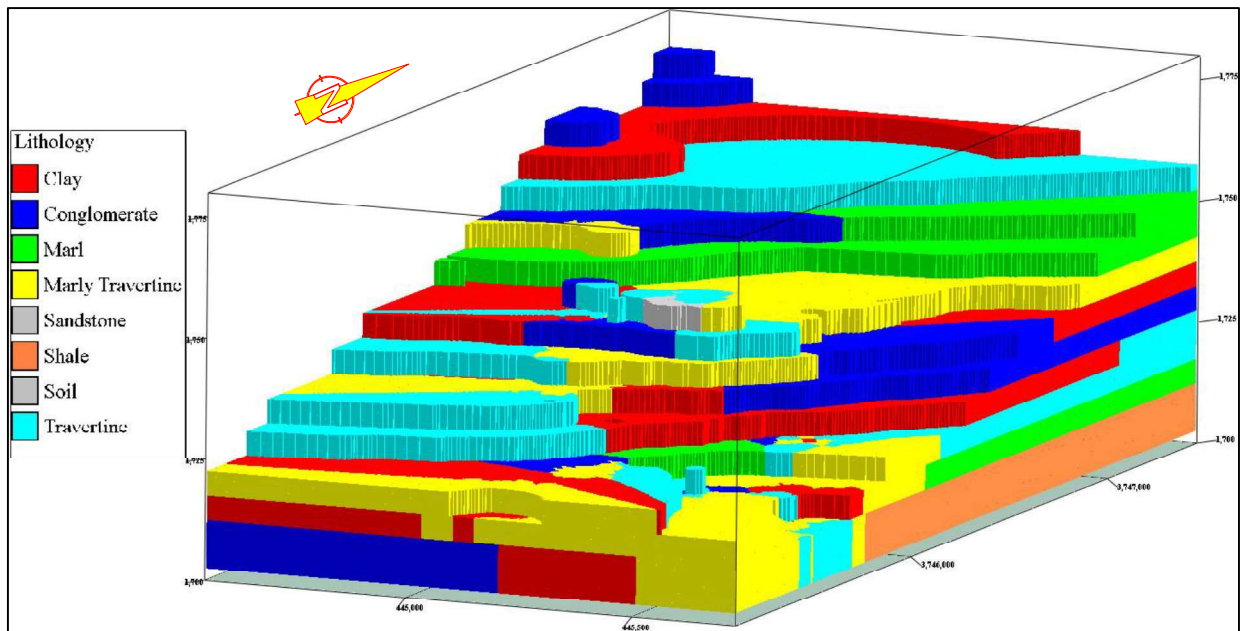 N
1,775
1,775
Lithology
Clay
Conglomerate
Marl
Marly Travertine
Sandstone
Shale
Soil
Travertine
1,750
1,750
1,725
1,725
1,700
1,700
3,747,000
3,746,000
445,000
445,500